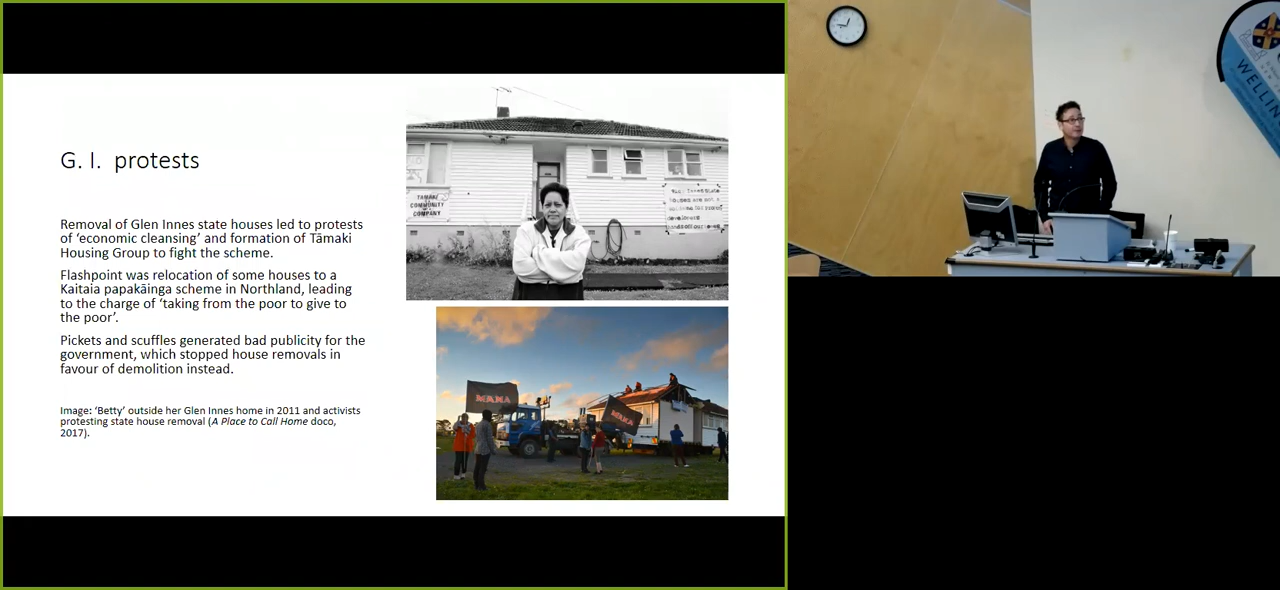 G. I. protests
Removal of Glen Innes state houses led to protests
of ‘economic cleansing’ and formation of Tāmaki
Housing Group to fight the scheme.
Flashpoint was relocation of some houses to a
Kaitaia papakāinga scheme in Northland, leading
to the charge of ‘taking from the poor to give to
the poor’.
Pickets and scuffles generated bad publicity for the
government, which stopped house removals in
favour of demolition instead.
Image: ‘Betty’ outside her Glen Innes home in 2011 and activists
protesting state house removal (A Place to Call Home doco,
2017).
TAMAKI
COMMUNITY
COMPANY
MANA
MANA
WELLIN